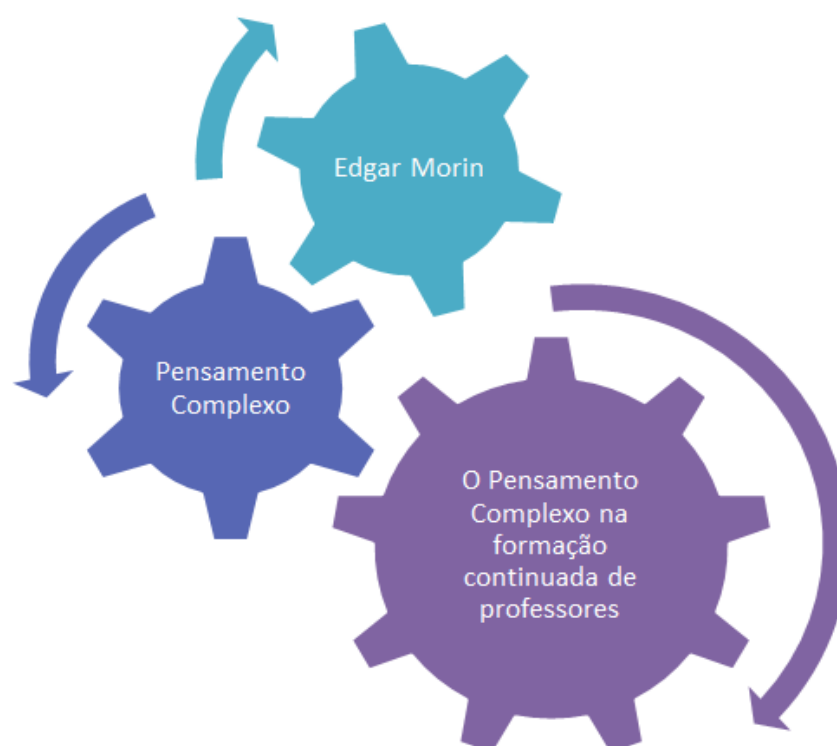 Edgar Morin
Pensamento
Complexo
O Pensamento
Complexo na
formação
continuada de
professores